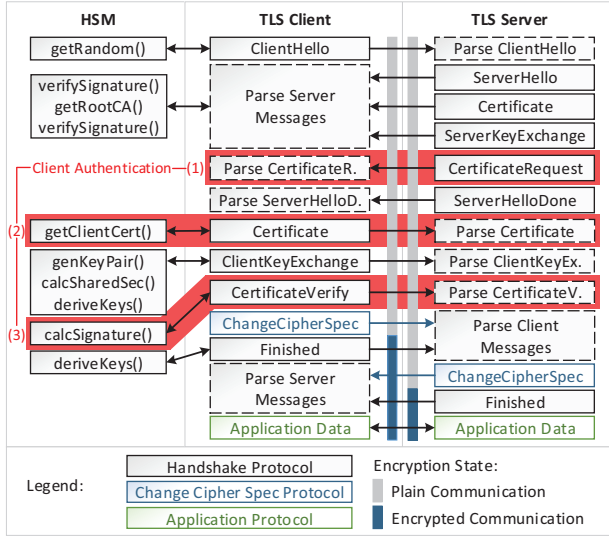 HSM TLS Client TLS Server
getRandom() ClientHello Parse ClientHello
verifySignature()
getRootCA()
verifySignature()
Parse Server
Messages
ServerHello
Certificate
ServerKeyExchange
Client Authentication (1) Parse CertificateR. CertificateRequest
Parse ServerHelloD. ServerHelloDone
(2) getClientCert() Certificate Parse Certificate
genKeyPair()
calcSharedSec()
deriveKeys()
ClientKeyExchange Parse ClientKeyEx.
CertificateVerify Parse CertificateV.
(3) calcSignature()
ChangeCipherSpec
Parse Client
Messages
deriveKeys() Finished
Parse Server
Messages
ChangeCipherSpec
Finished
Application Data Application Data
Legend:
Handshake Protocol
Change Cipher Spec Protocol
Application Protocol
Encryption State:
Plain Communication
Encrypted Communication